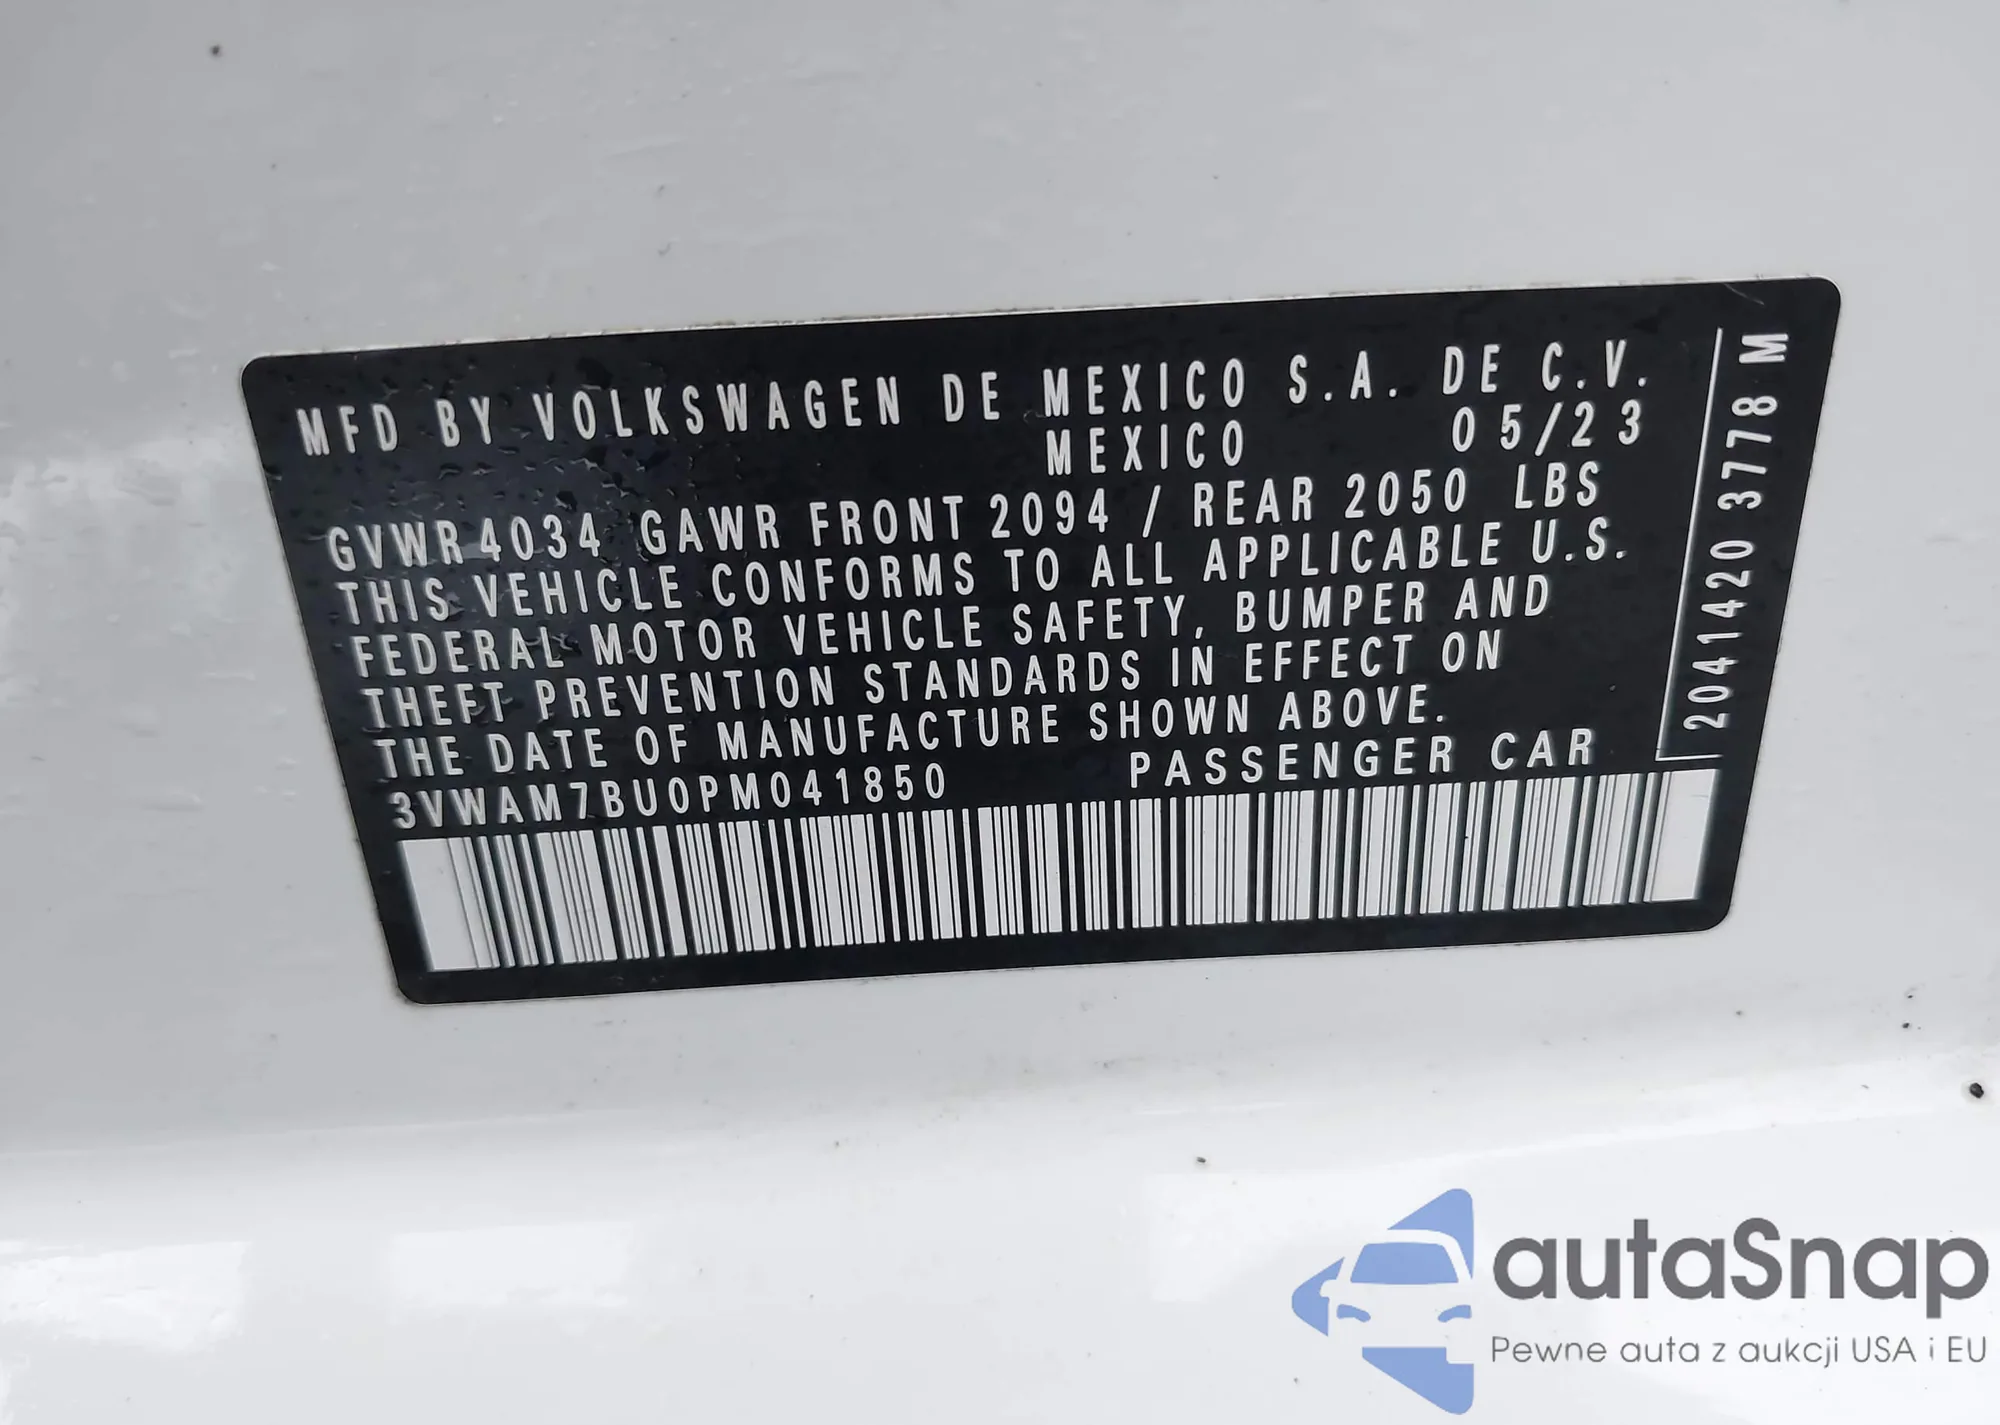 MFD BY VOLKSWAGEN DE MEXICO S.A. DE C.V.
MEXICO 05/23
GVWR 4034 GAWR FRONT 2094 / REAR 2050 LBS
THIS VEHICLE CONFORMS TO ALL APPLICABLE U.S.
FEDERAL MOTOR VEHICLE SAFETY, BUMPER AND
THEFT PREVENTION STANDARDS IN EFFECT ON
THE DATE OF MANUFACTURE SHOWN ABOVE.
3VWAM7BU0PM041850 PASSENGER CAR
2041420 3778 M
autaSnap
Pewne auta z aukcji USA i EU